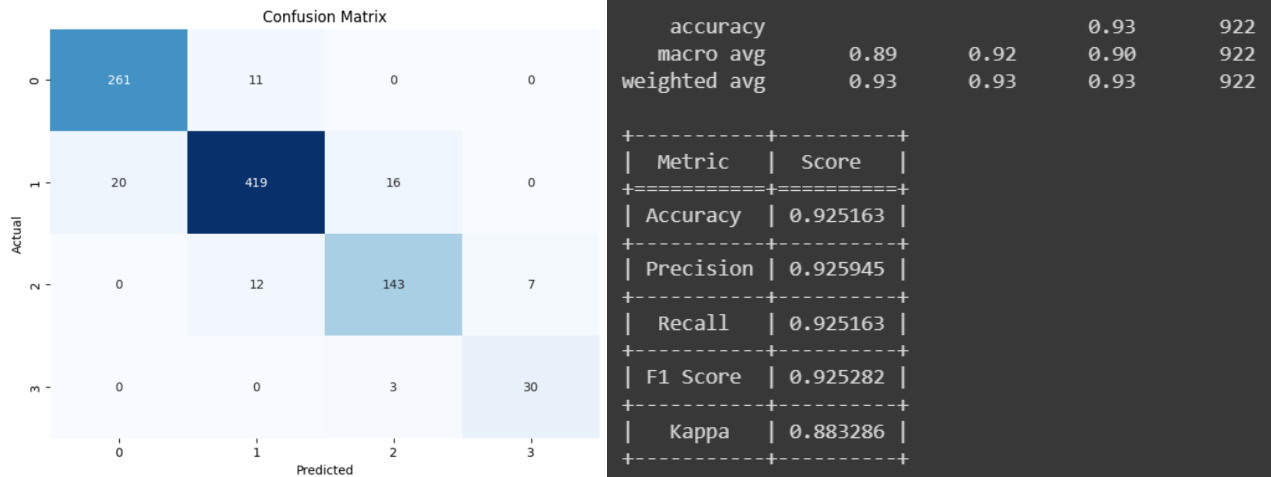 Confusion Matrix
0 261 11 0 0
1 20 419 16 0
2 0 12 143 7
3 0 0 3 30
Actual
0 1 2 3
Predicted
accuracy 0.93 922
macro avg 0.89 0.92 0.90 922
weighted avg 0.93 0.93 0.93 922
+-----------+----------+
| Metric | Score |
+===========+==========+
| Accuracy | 0.925163 |
+-----------+----------+
| Precision | 0.925945 |
+-----------+----------+
| Recall | 0.925163 |
+-----------+----------+
| F1 Score | 0.925282 |
+-----------+----------+
| Kappa | 0.883286 |
+-----------+----------+